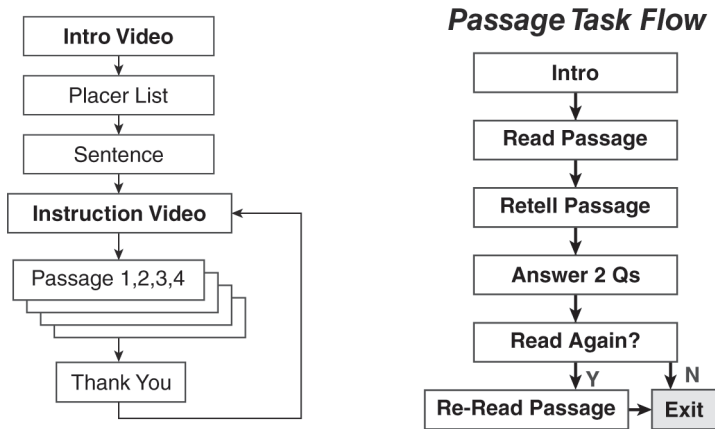 Intro Video
Placer List
Sentence
Instruction Video
Passage 1,2,3,4
Thank You
Passage Task Flow
Intro
Read Passage
Retell Passage
Answer 2 Qs
Read Again?
Y
N
Re-Read Passage
Exit